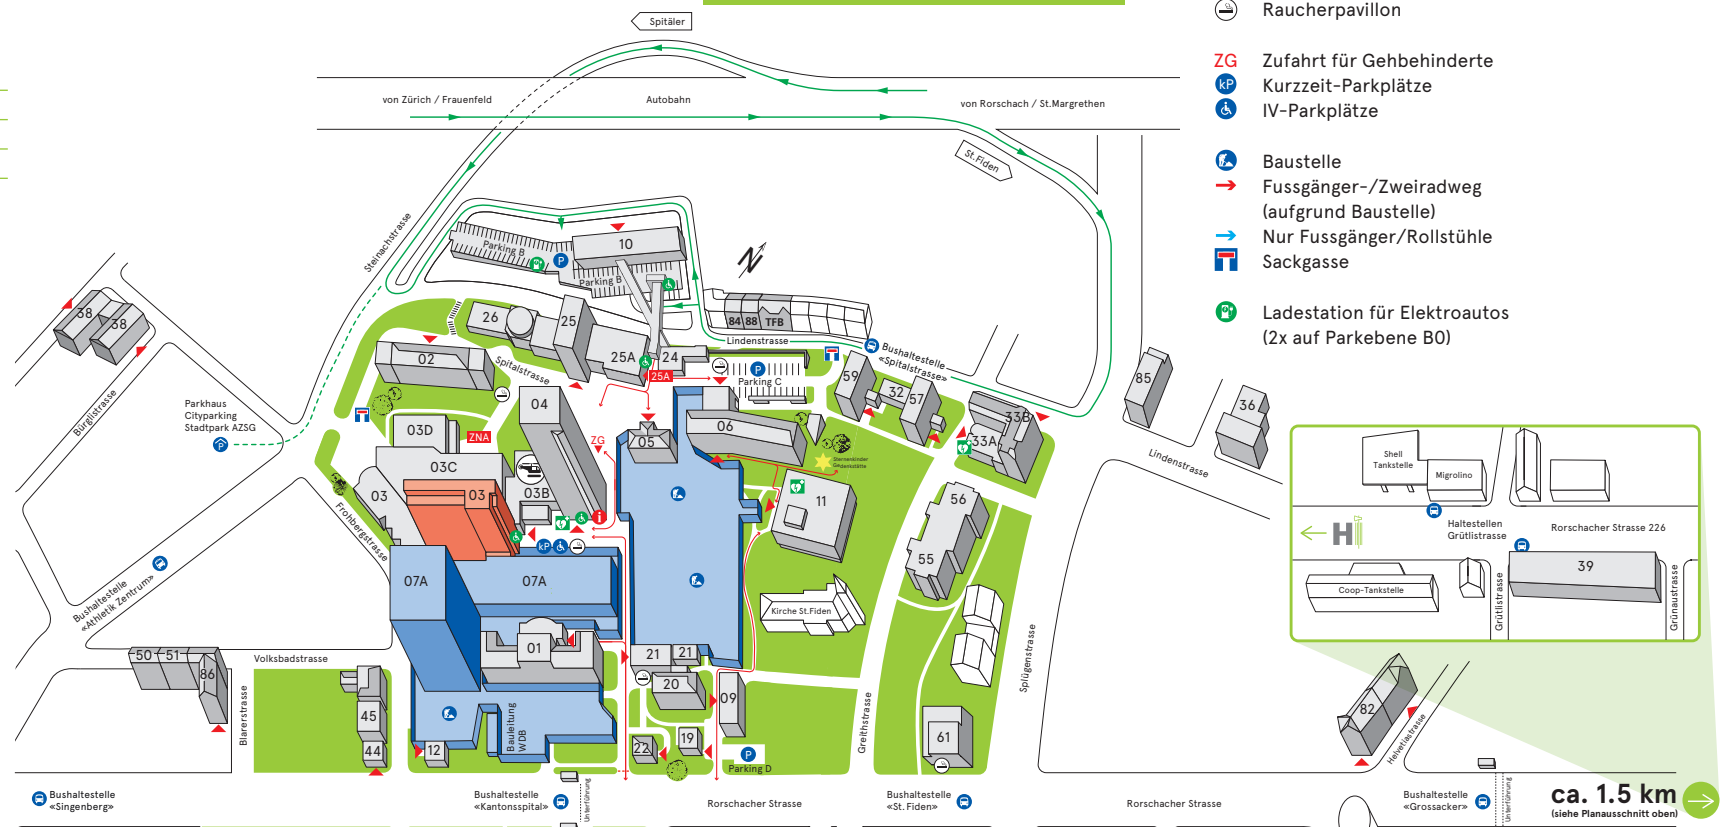 Spitäler
Raucherpavillon
ZG Zufahrt für Gehbehinderte
kP Kurzzeit-Parkplätze
IV-Parkplätze
Baustelle
Fussgänger-/Zweiradweg
(aufgrund Baustelle)
Nur Fussgänger/Rollstühle
Sackgasse
Ladestation für Elektroautos
(2x auf Parkebene B0)
von Zürich / Frauenfeld
Autobahn
von Rorschach / St.Margrethen
St.Fiden
Steinachstrasse
Parking B
P
10
Parking B
N
38
38
26
25
25A
24
25A
02
Spitalstrasse
84 88 TFB
Lindenstrasse
Bushaltestelle
«Spitalstrasse»
P
Parking C
59
32
57
33B
33A
85
36
Lindenstrasse
Bürglistrasse
Parkhaus
Cityparking
Stadtpark AZSG
P
03D
ZNA
04
ZG
05
06
Sternenkinder
Gedenkstätte
03C
03
03
03B
i
kP
11
56
55
Frohbergstrasse
07A
07A
Bushaltestelle
«Athletik Zentrum»
Kirche St.Fiden
01
21
21
20
09
19
22
P
Parking D
50 51
86
Volksbadstrasse
Blarerstrasse
45
44
12
Bauleitung
WDB
Greithstrasse
Splügenstrasse
61
82
Helvetiastrasse
Shell
Tankstelle
Migrolino
Haltestellen
Grütlistrasse
Rorschacher Strasse 226
H
39
Coop-Tankstelle
Grütlistrasse
Grünaustrasse
Bushaltestelle
«Singenberg»
Bushaltestelle
«Kantonsspital»
Unterführung
Rorschacher Strasse
Bushaltestelle
«St. Fiden»
Rorschacher Strasse
Bushaltestelle
«Grossacker»
Unterführung
ca. 1.5 km
(siehe Planausschnitt oben)